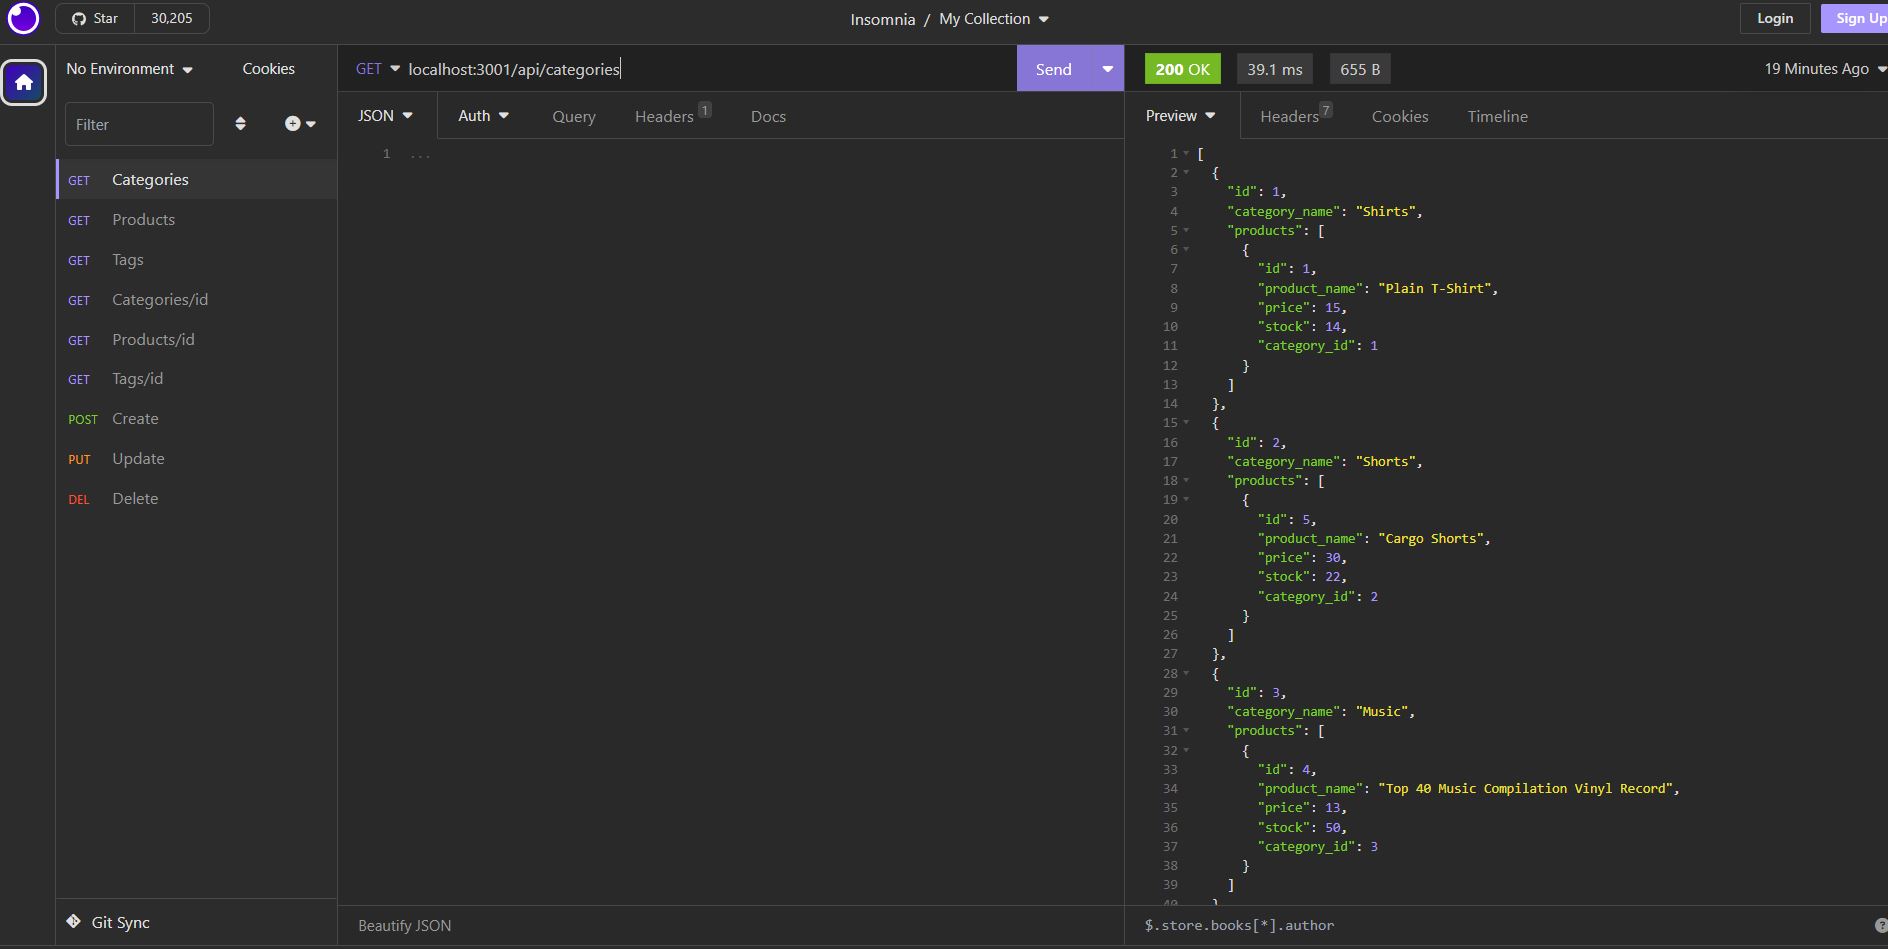 Star 30,205
Insomnia / My Collection
Login Sign Up
No Environment Cookies
Filter
GET Categories
GET Products
GET Tags
GET Categories/id
GET Products/id
GET Tags/id
POST Create
PUT Update
DEL Delete
Git Sync
GET localhost:3001/api/categories Send
JSON Auth Query Headers 1 Docs
1 ...
Beautify JSON
200 OK 39.1 ms 655 B 19 Minutes Ago
Preview Headers 7 Cookies Timeline
1 [
2 {
3 "id": 1,
4 "category_name": "Shirts",
5 "products": [
6 {
7 "id": 1,
8 "product_name": "Plain T-Shirt",
9 "price": 15,
10 "stock": 14,
11 "category_id": 1
12 }
13 ]
14 },
15 {
16 "id": 2,
17 "category_name": "Shorts",
18 "products": [
19 {
20 "id": 5,
21 "product_name": "Cargo Shorts",
22 "price": 30,
23 "stock": 22,
24 "category_id": 2
25 }
26 ]
27 },
28 {
29 "id": 3,
30 "category_name": "Music",
31 "products": [
32 {
33 "id": 4,
34 "product_name": "Top 40 Music Compilation Vinyl Record",
35 "price": 13,
36 "stock": 50,
37 "category_id": 3
38 }
39 ]
40 },
$.store.books[*].author ?